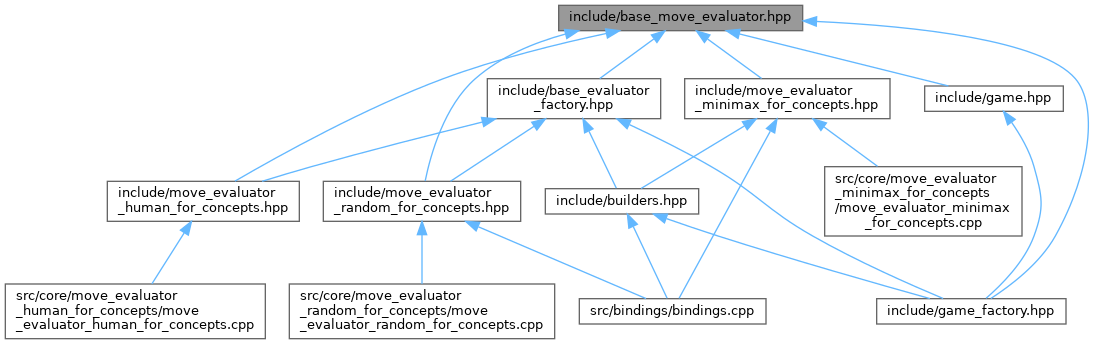 include/base_move_evaluator.hpp
include/base_evaluator
_factory.hpp
include/move_evaluator
_minimax_for_concepts.hpp
include/game.hpp
include/move_evaluator
_human_for_concepts.hpp
include/move_evaluator
_random_for_concepts.hpp
include/builders.hpp
src/core/move_evaluator
_minimax_for_concepts
/move_evaluator_minimax
_for_concepts.cpp
src/core/move_evaluator
_human_for_concepts/move
_evaluator_human_for_concepts.cpp
src/core/move_evaluator
_random_for_concepts/move
_evaluator_random_for_concepts.cpp
src/bindings/bindings.cpp
include/game_factory.hpp